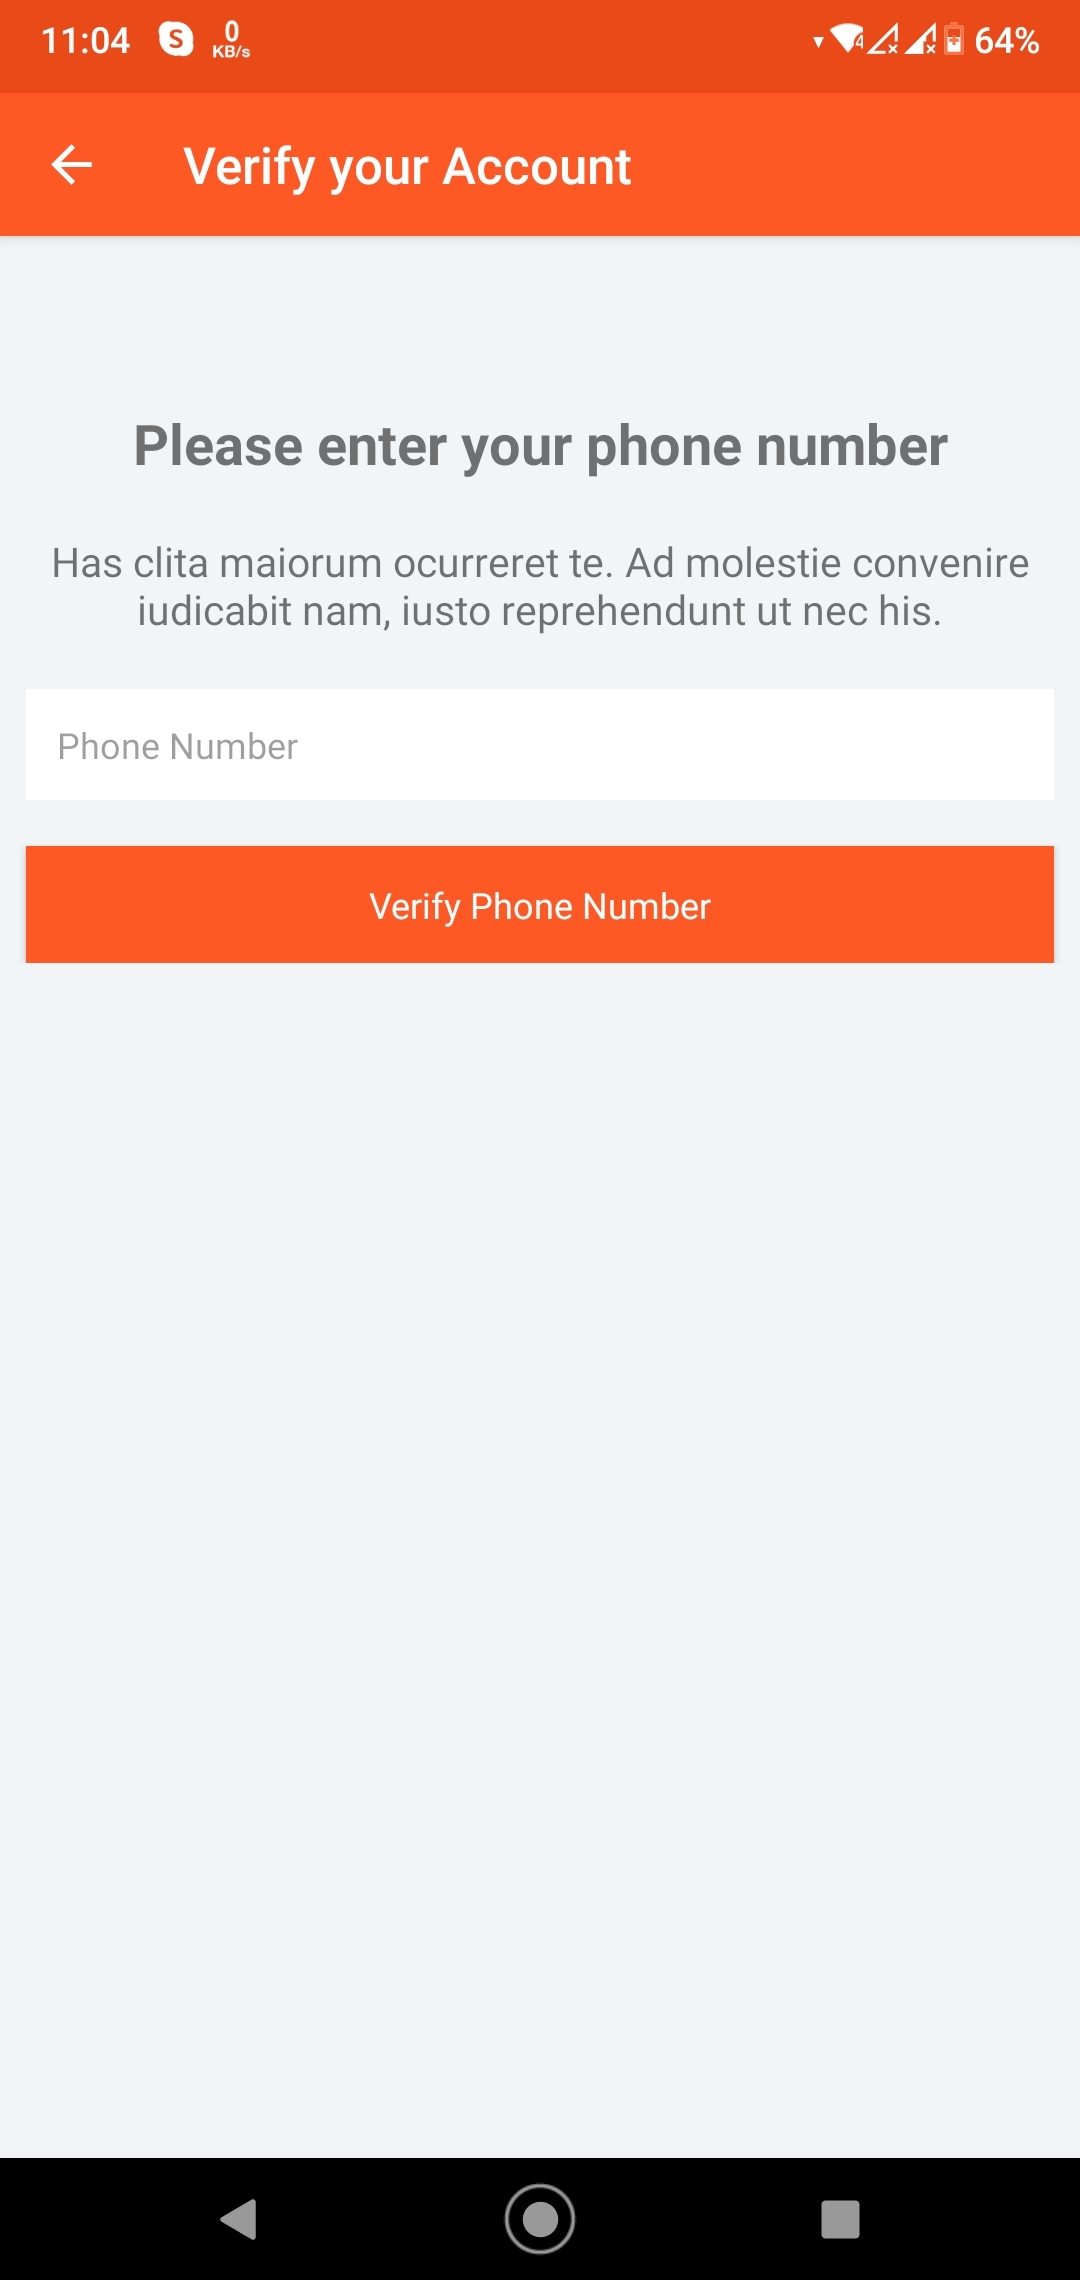 11:04 S 0 KB/s 4 64%
Verify your Account
Please enter your phone number
Has clita maiorum ocurreret te. Ad molestie convenire
iudicabit nam, iusto reprehendunt ut nec his.
Phone Number
Verify Phone Number